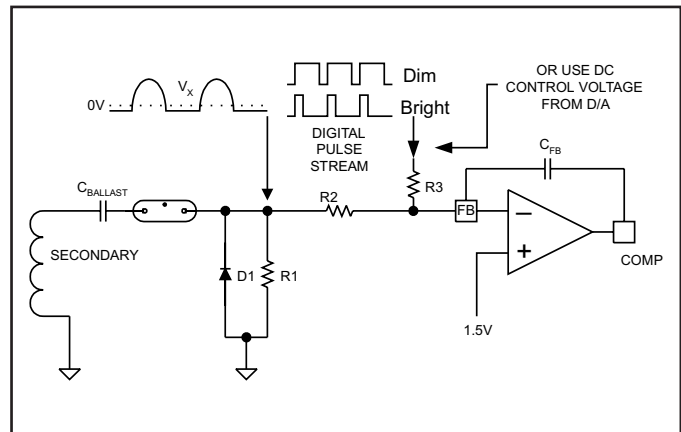 OR USE DC
CONTROL VOLTAGE
FROM D/A
Dim
Bright
DIGITAL
PULSE
STREAM
VX
0V
CFB
R3
CBALLAST
R2
FB
SECONDARY
D1
R1
COMP
1.5V